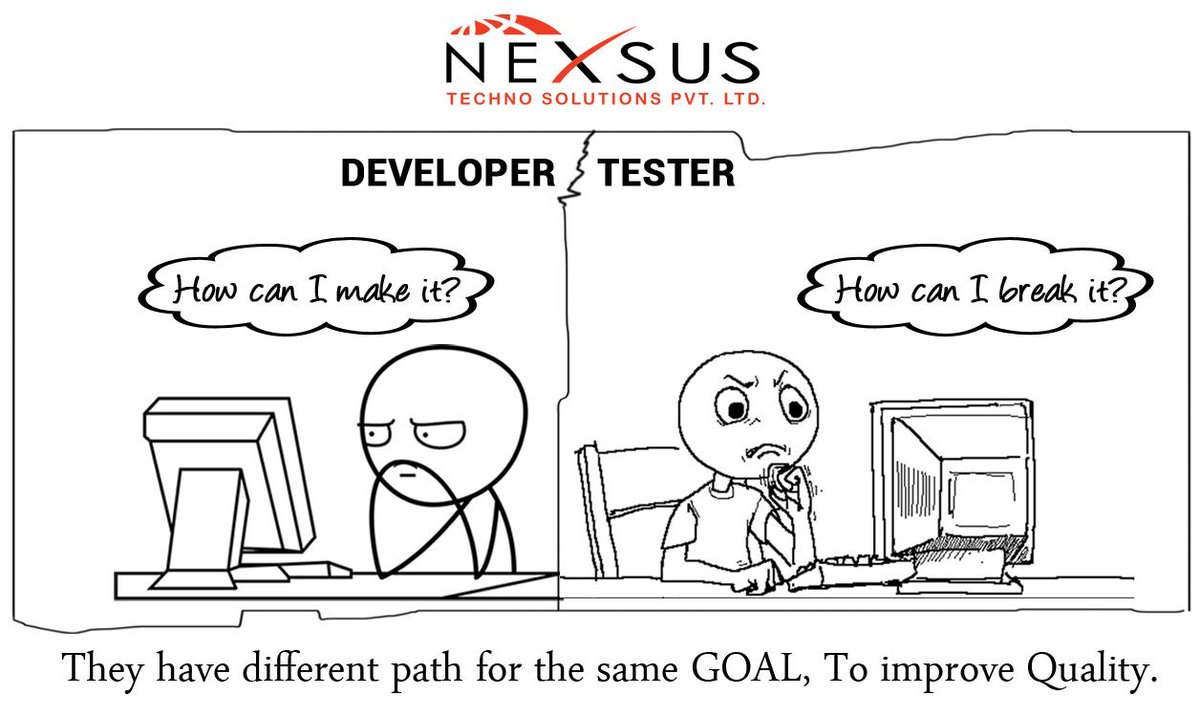 NEXSUS
TECHNO SOLUTIONS PVT. LTD.
DEVELOPER
TESTER
How can I make it?
How can I break it?
They have different path for the same GOAL, To improve Quality.